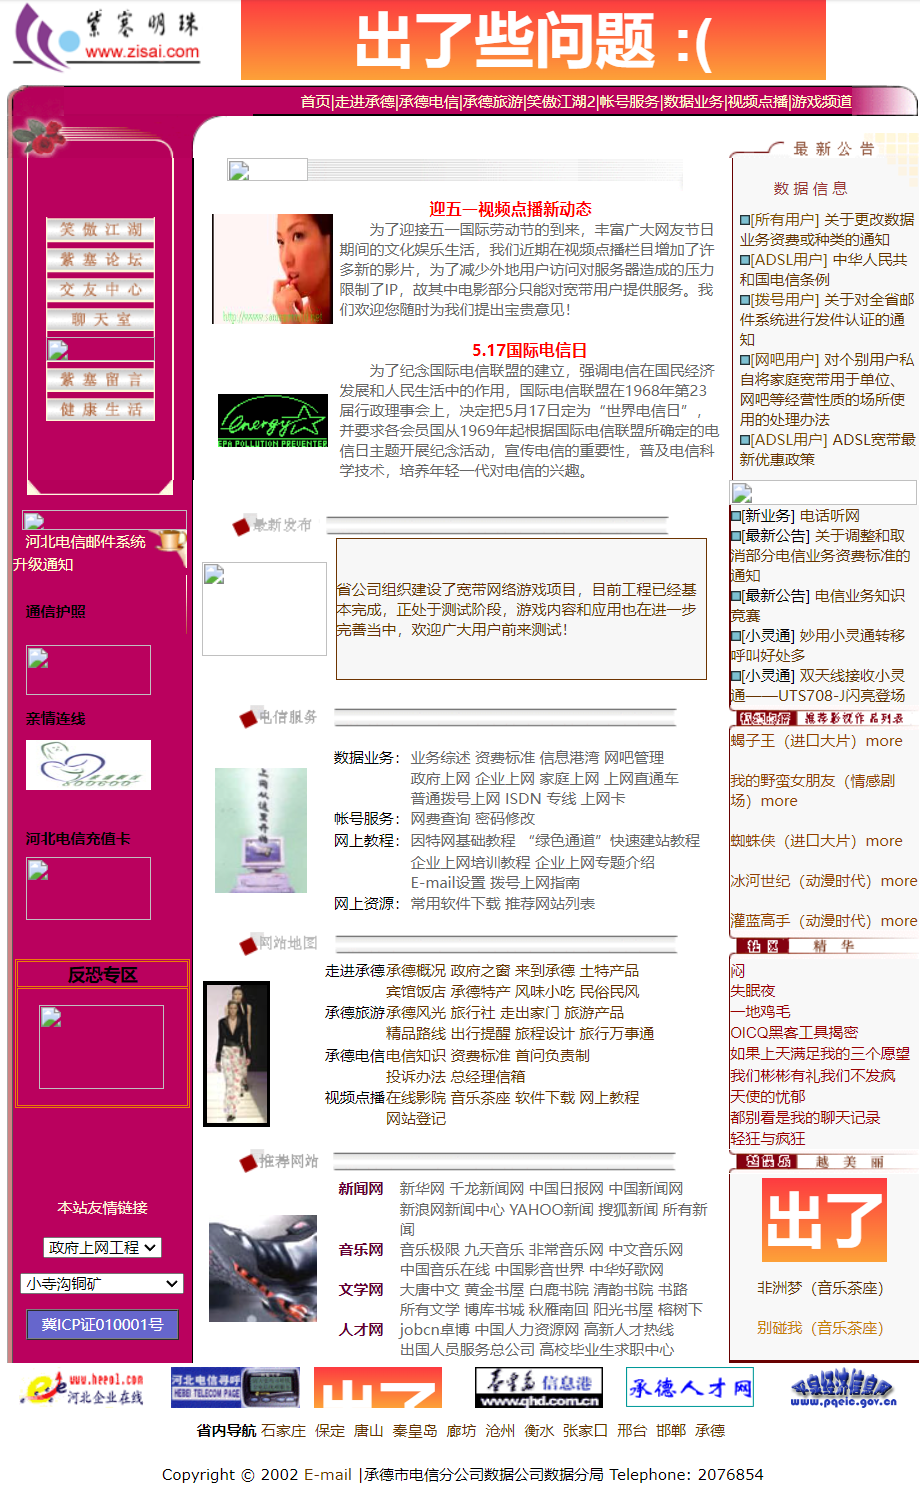 紫塞明珠
www.zisai.com
出了些问题 :(
首页|走进承德|承德电信|承德旅游|笑傲江湖2|帐号服务|数据业务|视频点播|游戏频道
笑傲江湖
紫塞论坛
交友中心
聊天室
紫塞留言
健康生活
河北电信邮件系统
升级通知
通信护照
亲情连线
河北电信充值卡
反恐专区
本站友情链接
政府上网工程
小寺沟铜矿
冀ICP证010001号
迎五一视频点播新动态
为了迎接五一国际劳动节的到来，丰富广大网友节日
期间的文化娱乐生活，我们近期在视频点播栏目增加了许
多新的影片，为了减少外地用户访问对服务器造成的压力
限制了IP，故其中电影部分只能对宽带用户提供服务。我
们欢迎您随时为我们提出宝贵意见！
5.17国际电信日
energy
EPA POLLUTION PREVENTER
为了纪念国际电信联盟的建立，强调电信在国民经济
发展和人民生活中的作用，国际电信联盟在1968年第23
届行政理事会上，决定把5月17日定为“世界电信日”，
并要求各会员国从1969年起根据国际电信联盟所确定的电
信日主题开展纪念活动，宣传电信的重要性，普及电信科
学技术，培养年轻一代对电信的兴趣。
最新发布
省公司组织建设了宽带网络游戏项目，目前工程已经基
本完成，正处于测试阶段，游戏内容和应用也在进一步
完善当中，欢迎广大用户前来测试！
电信服务
上网从这里开始
数据业务： 业务综述 资费标准 信息港湾 网吧管理
政府上网 企业上网 家庭上网 上网直通车
普通拨号上网 ISDN 专线 上网卡
帐号服务： 网费查询 密码修改
网上教程： 因特网基础教程 “绿色通道”快速建站教程
企业上网培训教程 企业上网专题介绍
E-mail设置 拨号上网指南
网上资源： 常用软件下载 推荐网站列表
网站地图
走进承德 承德概况 政府之窗 来到承德 土特产品
宾馆饭店 承德特产 风味小吃 民俗民风
承德旅游 承德风光 旅行社 走出家门 旅游产品
精品路线 出行提醒 旅程设计 旅行万事通
承德电信 电信知识 资费标准 首问负责制
投诉办法 总经理信箱
视频点播 在线影院 音乐茶座 软件下载 网上教程
网站登记
推荐网站
新闻网 新华网 千龙新闻网 中国日报网 中国新闻网
新浪网新闻中心 YAHOO新闻 搜狐新闻 所有新
闻
音乐网 音乐极限 九天音乐 非常音乐网 中文音乐网
中国音乐在线 中国影音世界 中华好歌网
文学网 大唐中文 黄金书屋 白鹿书院 清韵书院 书路
所有文学 博库书城 秋雁南回 阳光书屋 榕树下
人才网 jobcn卓博 中国人力资源网 高新人才热线
出国人员服务总公司 高校毕业生求职中心
最新公告
数 据 信 息
[所有用户] 关于更改数据
业务资费或种类的通知
[ADSL用户] 中华人民共
和国电信条例
[拨号用户] 关于对全省邮
件系统进行发件认证的通
知
[网吧用户] 对个别用户私
自将家庭宽带用于单位、
网吧等经营性质的场所使
用的处理办法
[ADSL用户] ADSL宽带最
新优惠政策
[新业务] 电话听网
[最新公告] 关于调整和取
消部分电信业务资费标准的
通知
[最新公告] 电信业务知识
竞赛
[小灵通] 妙用小灵通转移
呼叫好处多
[小灵通] 双天线接收小灵
通——UTS708-J闪亮登场
推荐影视作品列表
蝎子王（进口大片）more
我的野蛮女朋友（情感剧
场）more
蜘蛛侠（进口大片）more
冰河世纪（动漫时代）more
灌蓝高手（动漫时代）more
社区 精华
闷
失眠夜
一地鸡毛
OICQ黑客工具揭密
如果上天满足我的三个愿望
我们彬彬有礼我们不发疯
天使的忧郁
都别看是我的聊天记录
轻狂与疯狂
越美丽
出了
非洲梦（音乐茶座）
别碰我（音乐茶座）
www.heeol.com
河北企业在线
河北电信寻呼
HEBEI TELECOM PAGE
出了
秦皇岛 信息港
www.qhd.com.cn
承德人才网
平泉经济信息网
www.pqeic.gov.cn
省内导航 石家庄 保定 唐山 秦皇岛 廊坊 沧州 衡水 张家口 邢台 邯郸 承德
Copyright © 2002 E-mail |承德市电信分公司数据公司数据分局 Telephone: 2076854